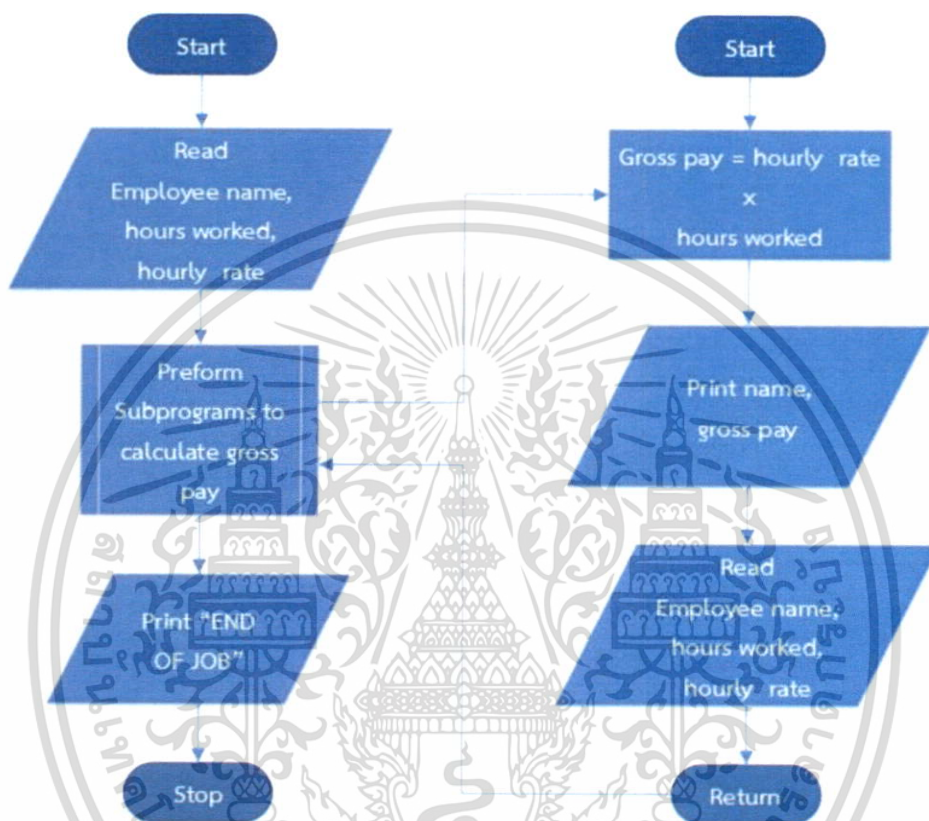 Start
Read
Employee name,
hours worked,
hourly rate
Preform
Subprograms to
calculate gross
pay
Print "END
OF JOB"
Stop
Start
Gross pay = hourly rate
x
hours worked
Print name,
gross pay
Read
Employee name,
hours worked,
hourly rate
Return